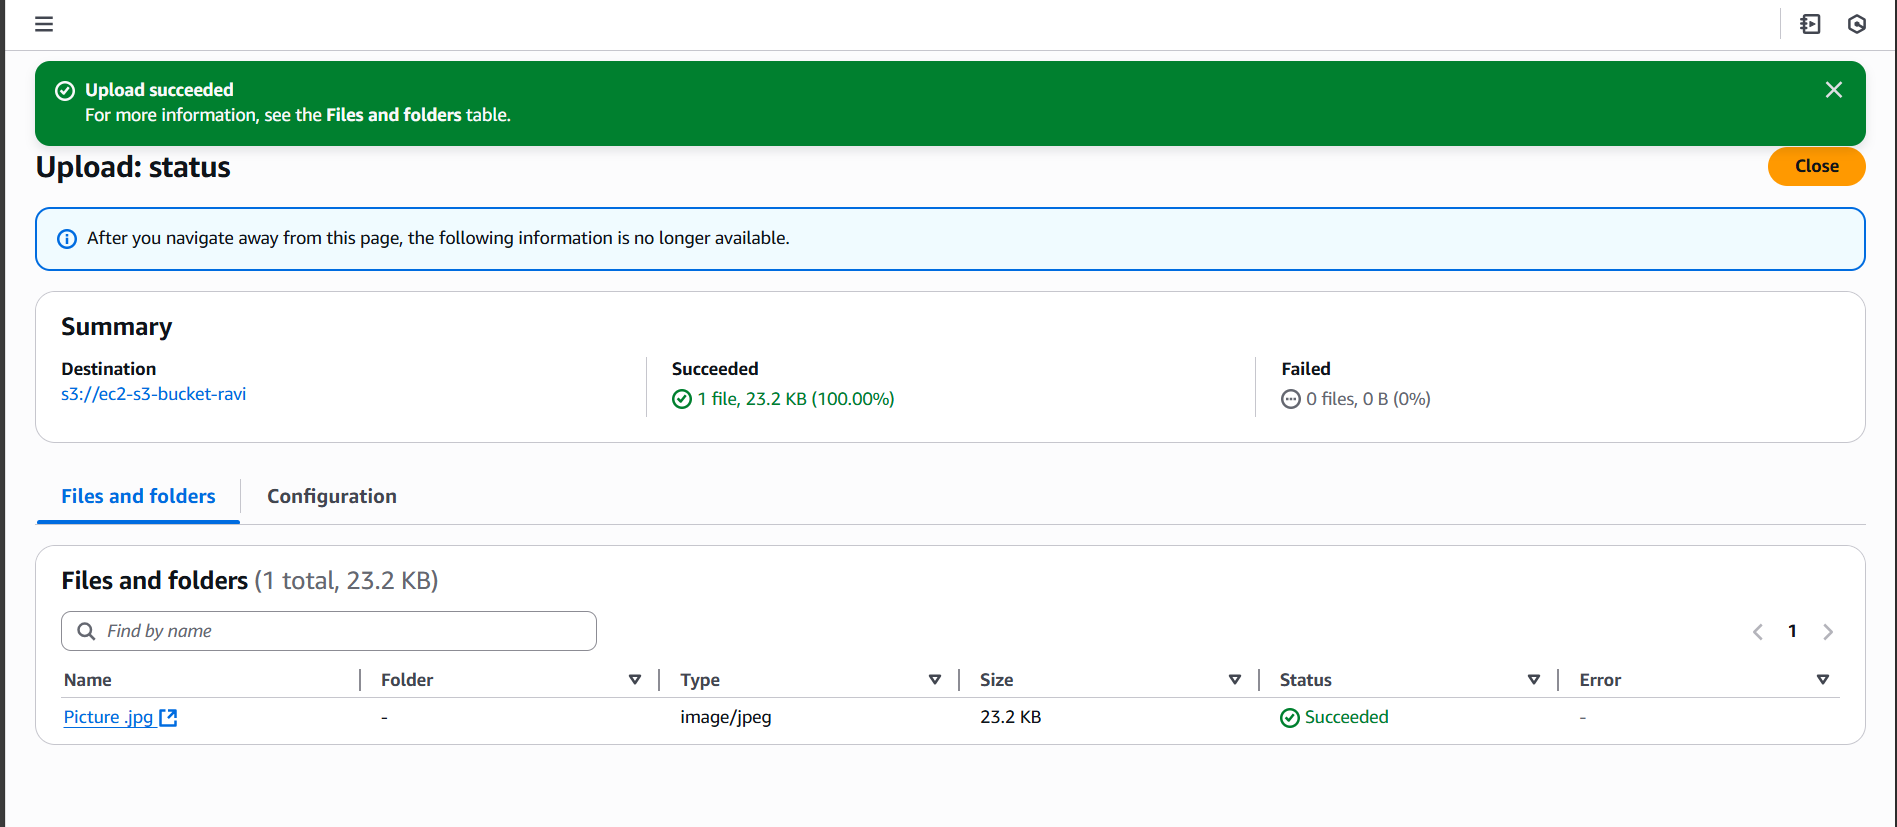 Upload succeeded
For more information, see the Files and folders table.
Upload: status
Close
After you navigate away from this page, the following information is no longer available.
Summary
Destination
s3://ec2-s3-bucket-ravi
Succeeded
1 file, 23.2 KB (100.00%)
Failed
0 files, 0 B (0%)
Files and folders
Configuration
Files and folders (1 total, 23.2 KB)
Find by name
1
Name Folder Type Size Status Error
Picture .jpg - image/jpeg 23.2 KB Succeeded -